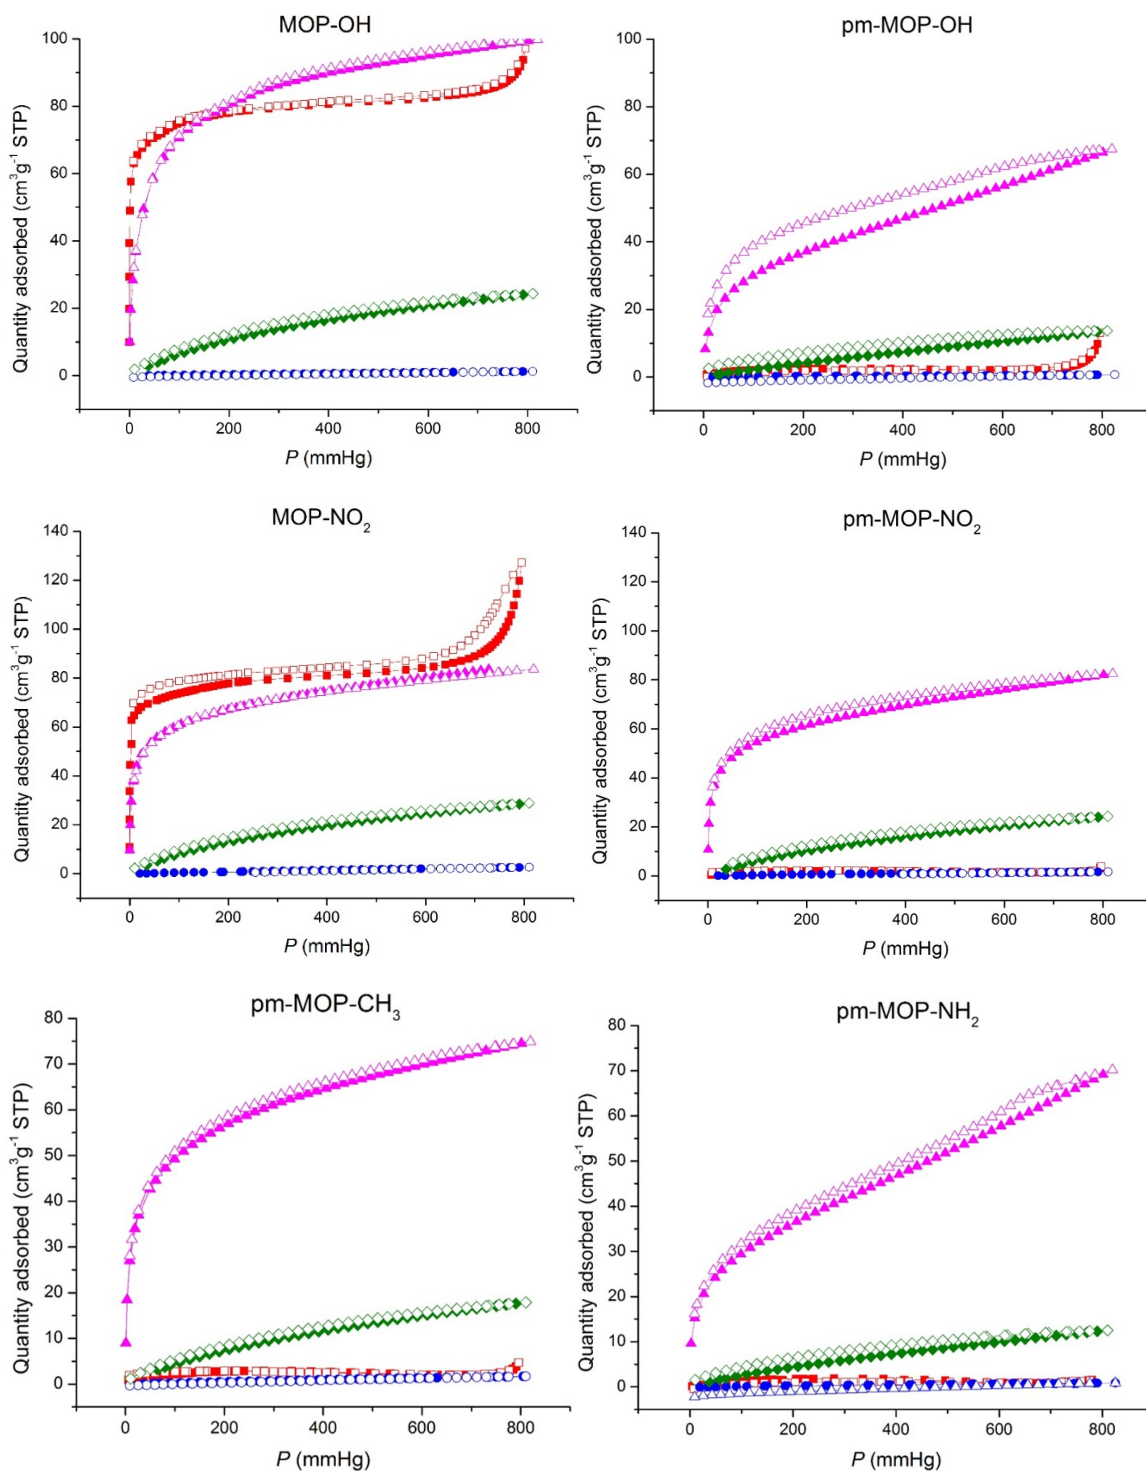 MOP-OH
100
80
60
40
20
0
Quantity adsorbed (cm³g⁻¹ STP)
0 200 400 600 800
P (mmHg)
pm-MOP-OH
100
80
60
40
20
0
Quantity adsorbed (cm³g⁻¹ STP)
0 200 400 600 800
P (mmHg)
MOP-NO₂
140
120
100
80
60
40
20
0
Quantity adsorbed (cm³g⁻¹ STP)
0 200 400 600 800
P (mmHg)
pm-MOP-NO₂
140
120
100
80
60
40
20
0
Quantity adsorbed (cm³g⁻¹ STP)
0 200 400 600 800
P (mmHg)
pm-MOP-CH₃
80
70
60
50
40
30
20
10
0
Quantity adsorbed (cm³g⁻¹ STP)
0 200 400 600 800
P (mmHg)
pm-MOP-NH₂
80
70
60
50
40
30
20
10
0
Quantity adsorbed (cm³g⁻¹ STP)
0 200 400 600 800
P (mmHg)